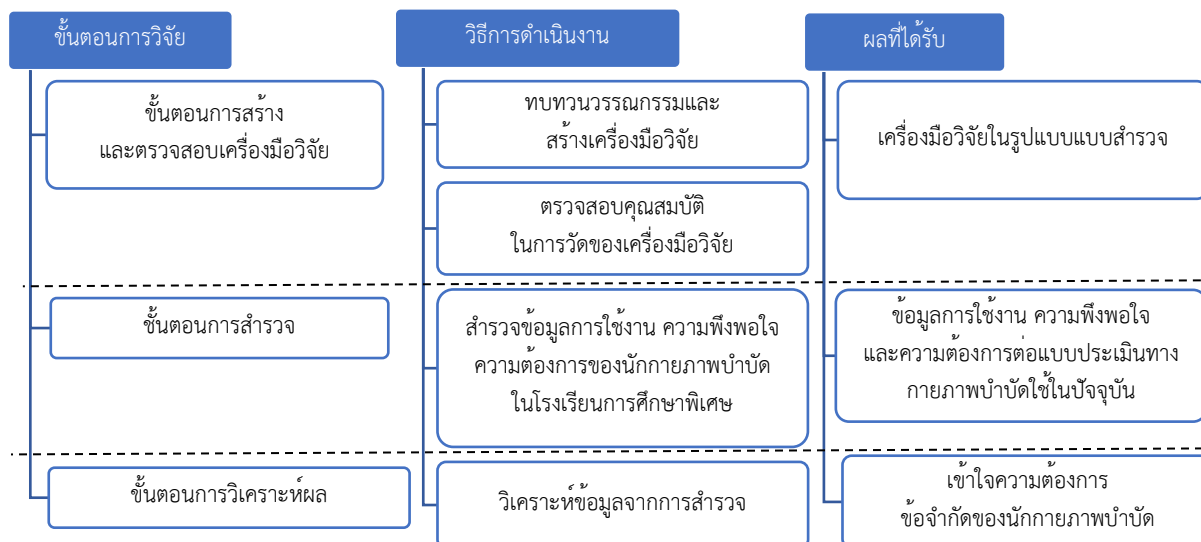 ขั้นตอนการวิจัย
วิธีการดำเนินงาน
ผลที่ได้รับ
ขั้นตอนการสร้าง
และตรวจสอบเครื่องมือวิจัย
ทบทวนวรรณกรรมและ
สร้างเครื่องมือวิจัย
เครื่องมือวิจัยในรูปแบบแบบสำรวจ
ตรวจสอบคุณสมบัติ
ในการวัดของเครื่องมือวิจัย
ชั้นตอนการสำรวจ
สำรวจข้อมูลการใช้งาน ความพึงพอใจ
ความต้องการของนักกายภาพบำบัด
ในโรงเรียนการศึกษาพิเศษ
ข้อมูลการใช้งาน ความพึงพอใจ
และความต้องการต่อแบบประเมินทาง
กายภาพบำบัดใช้ในปัจจุบัน
ขั้นตอนการวิเคราะห์ผล
วิเคราะห์ข้อมูลจากการสำรวจ
เข้าใจความต้องการ
ข้อจำกัดของนักกายภาพบำบัด